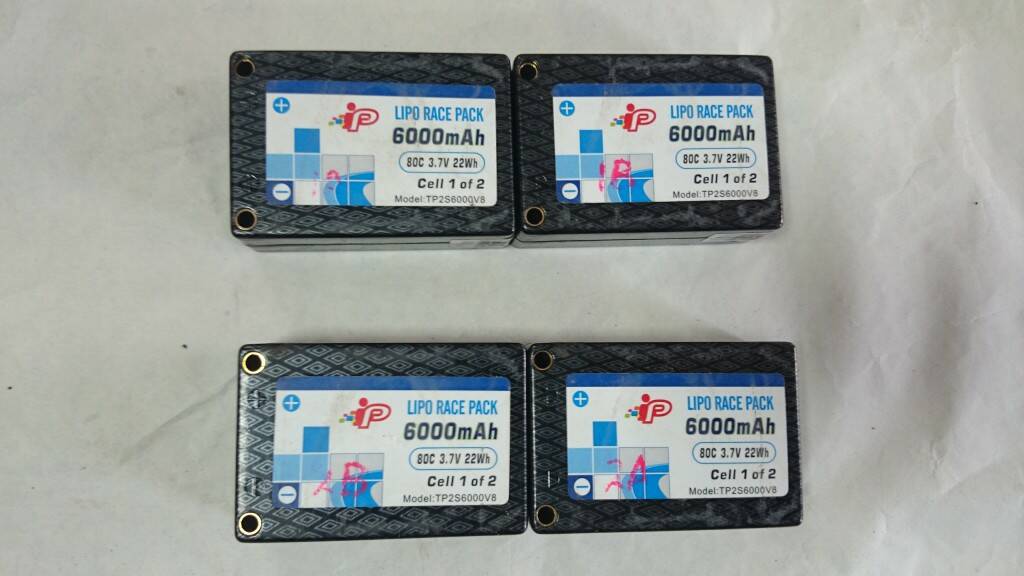 LIPO RACE PACK
6000mAh
80C 3.7V 22Wh
Cell 1 of 2
Model:TP2S6000V8
LIPO RACE PACK
6000mAh
80C 3.7V 22Wh
1B
Cell 1 of 2
Model:TP2S6000V8
LIPO RACE PACK
6000mAh
80C 3.7V 22Wh
Cell 1 of 2
Model:TP2S6000V8
LIPO RACE PACK
6000mAh
80C 3.7V 22Wh
2A
Cell 1 of 2
Model:TP2S6000V8